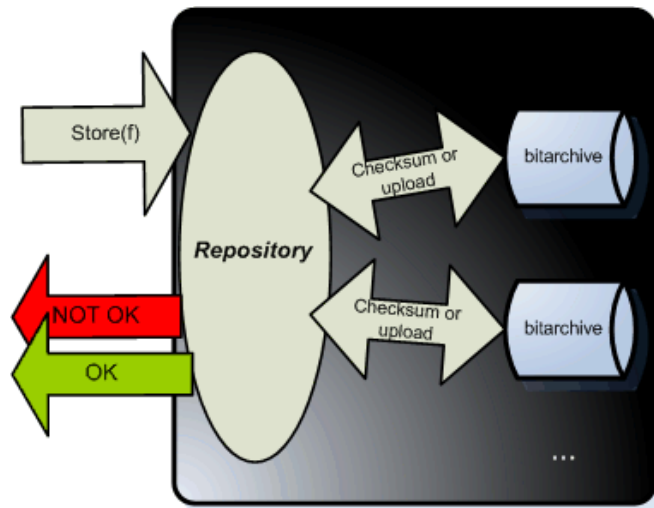 Store(f)
Checksum or
upload
bitarchive
Repository
NOT OK
Checksum or
upload
bitarchive
OK
...